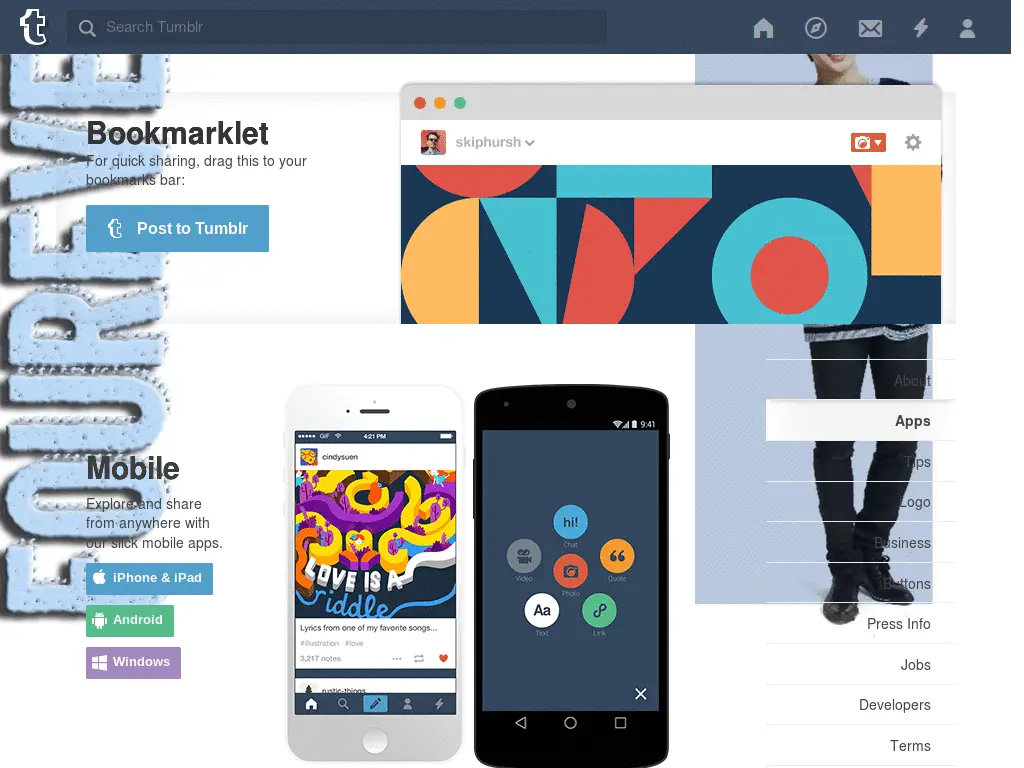 Search Tumblr
FOUREVE
Bookmarklet
For quick sharing, drag this to your
bookmarks bar:
Post to Tumblr
skiphursh
Mobile
Explore and share
from anywhere with
our slick mobile apps.
iPhone & iPad
Android
Windows
GIF
4:21 PM
cindysuen
LOVE IS A
riddle
Lyrics from one of my favorite songs...
#illustration #love
3,217 notes
rustic-things
9:41
hi!
Chat
Video
Quote
Photo
Aa
Text
Link
About
Apps
Tips
Logo
Business
Buttons
Press Info
Jobs
Developers
Terms